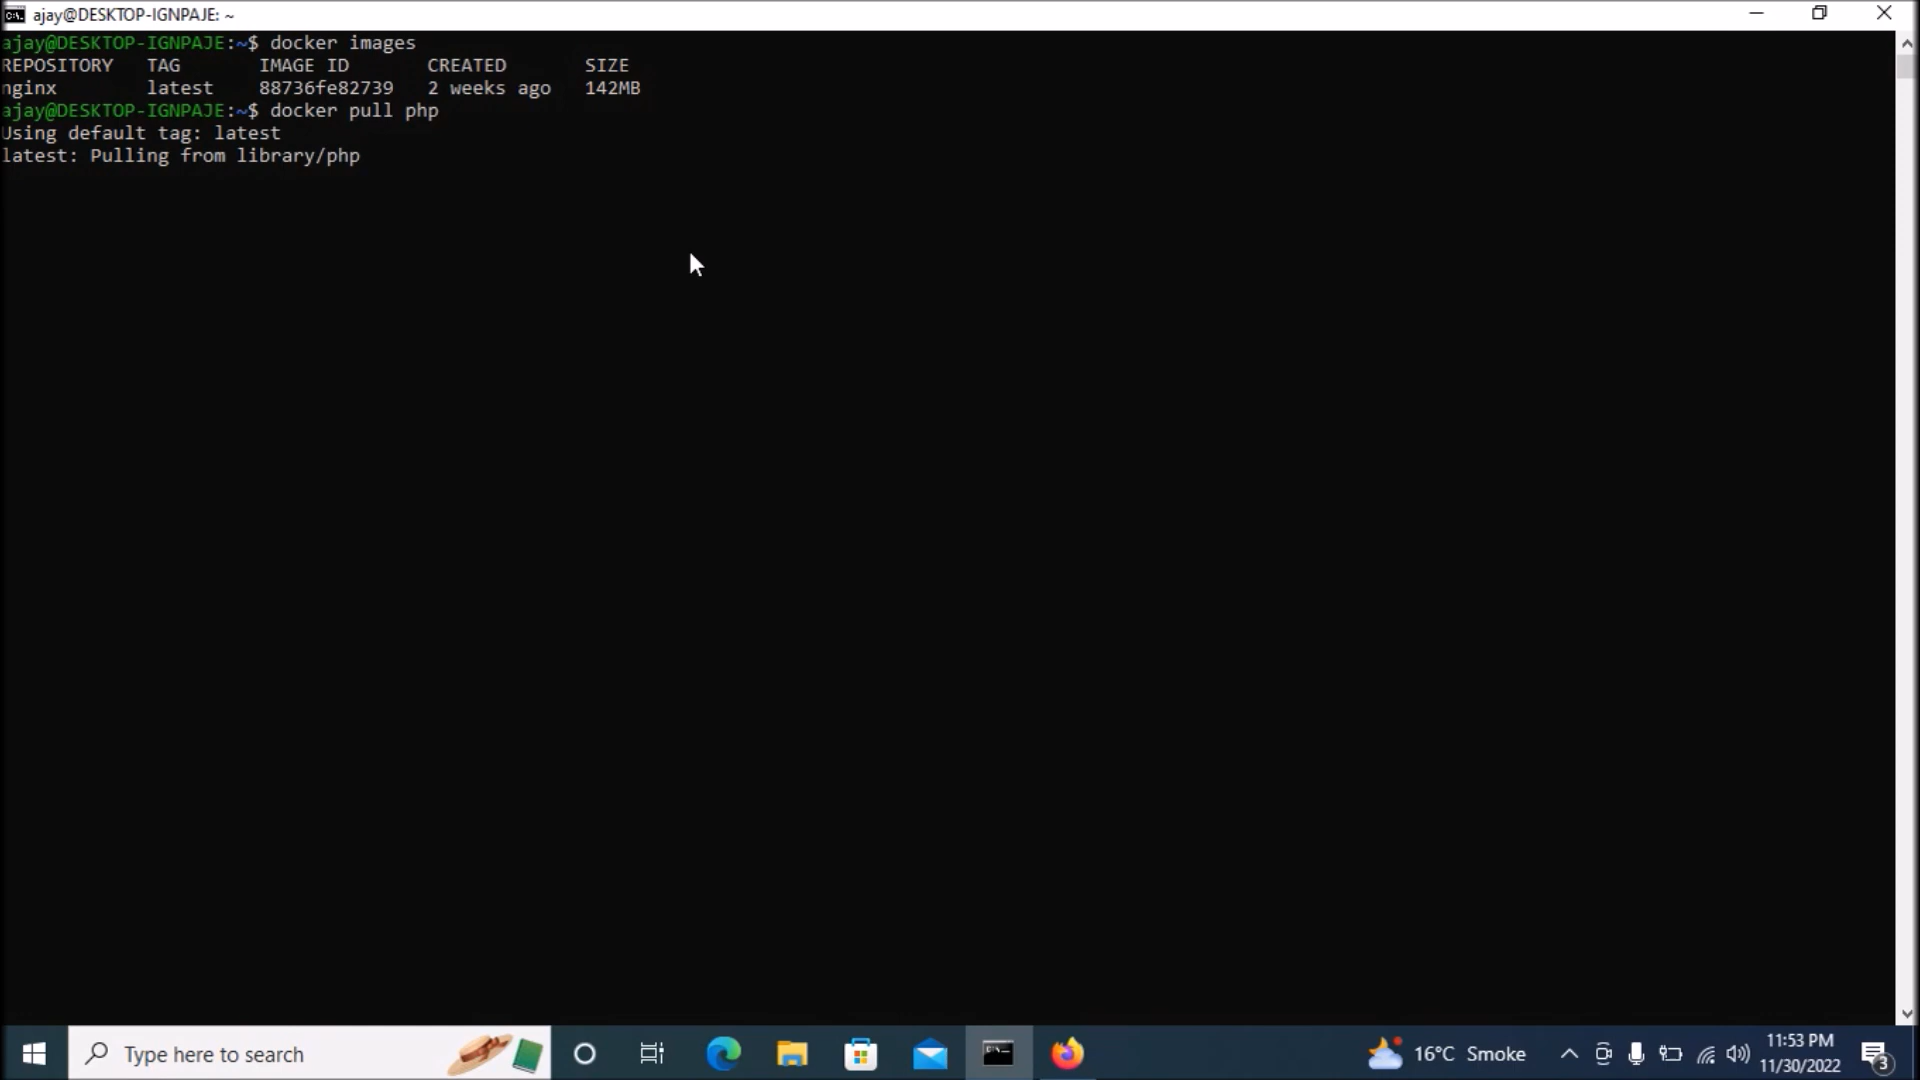 ajay@DESKTOP-IGNPAJE: ~
ajay@DESKTOP-IGNPAJE:~$ docker images
REPOSITORY   TAG       IMAGE ID       CREATED       SIZE
nginx        latest    88736fe82739   2 weeks ago   142MB
ajay@DESKTOP-IGNPAJE:~$ docker pull php
Using default tag: latest
latest: Pulling from library/php
Type here to search
16°C Smoke
11:53 PM
11/30/2022
3